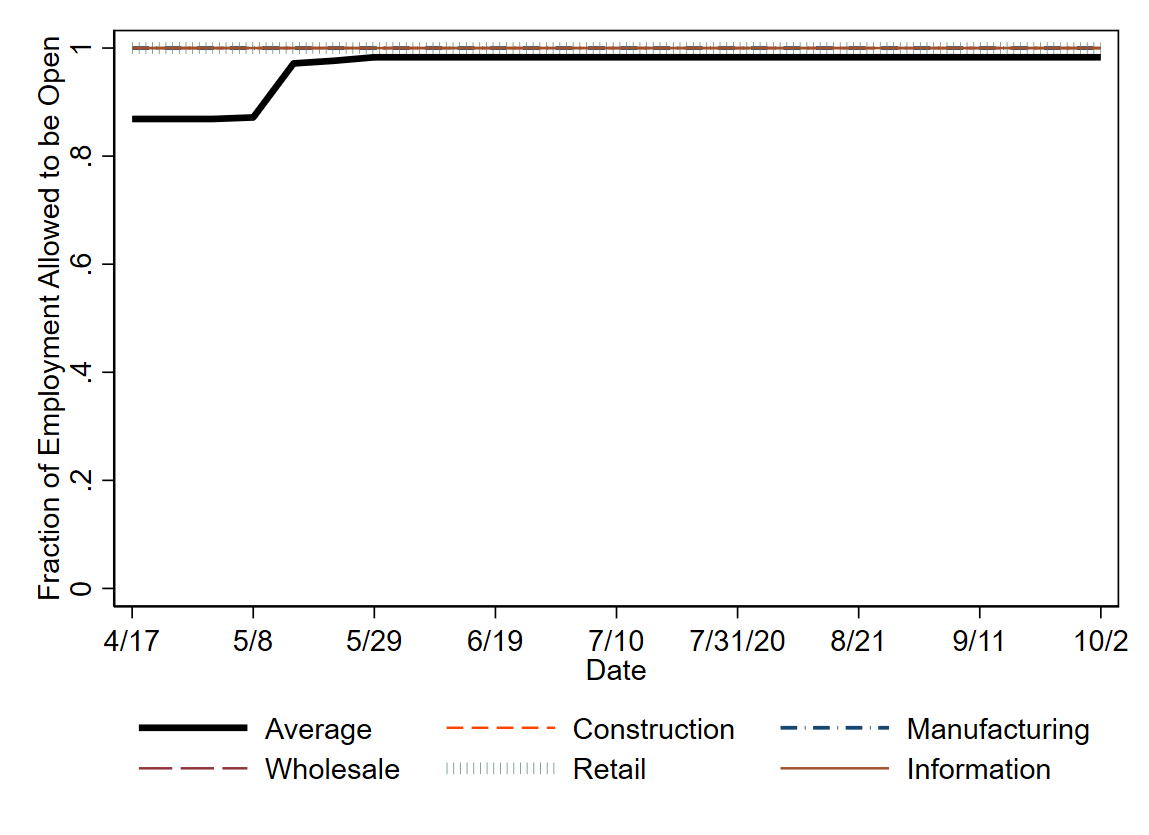 Fraction of Employment Allowed to be Open
1
.8
.6
.4
.2
0
4/17 5/8 5/29 6/19 7/10 7/31/20 8/21 9/11 10/2
Date
Average Construction Manufacturing
Wholesale Retail Information